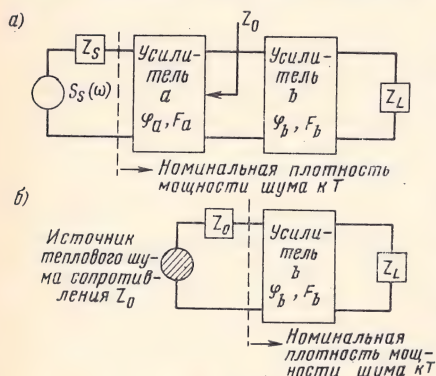 а)
Z_S
S_S(ω)
Усили-
тель
a
φ_a, F_a
Z_0
Усили-
тель
b
φ_b, F_b
Z_L
Номинальная плотность
мощности шума кТ
б)
Источник
теплового шу-
ма сопротив-
ления Z_0
Z_0
Усили-
тель
b
φ_b, F_b
Z_L
Номинальная
плотность мощ-
ности шума кТ